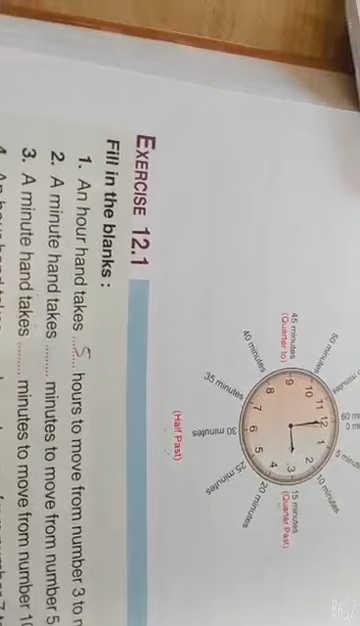 60 m
0 m
5 minute
10 minutes
15 minutes
(Quarter Past)
20 minutes
25 minutes
30 minutes
(Half Past)
35 minutes
40 minutes
45 minutes
(Quarter to)
50 minutes
minutes
12
1
2
3
4
5
6
7
8
9
10
11
EXERCISE 12.1
Fill in the blanks :
1. An hour hand takes ...5... hours to move from number 3 to n
2. A minute hand takes ......... minutes to move from number 5
3. A minute hand takes ......... minutes to move from number 10